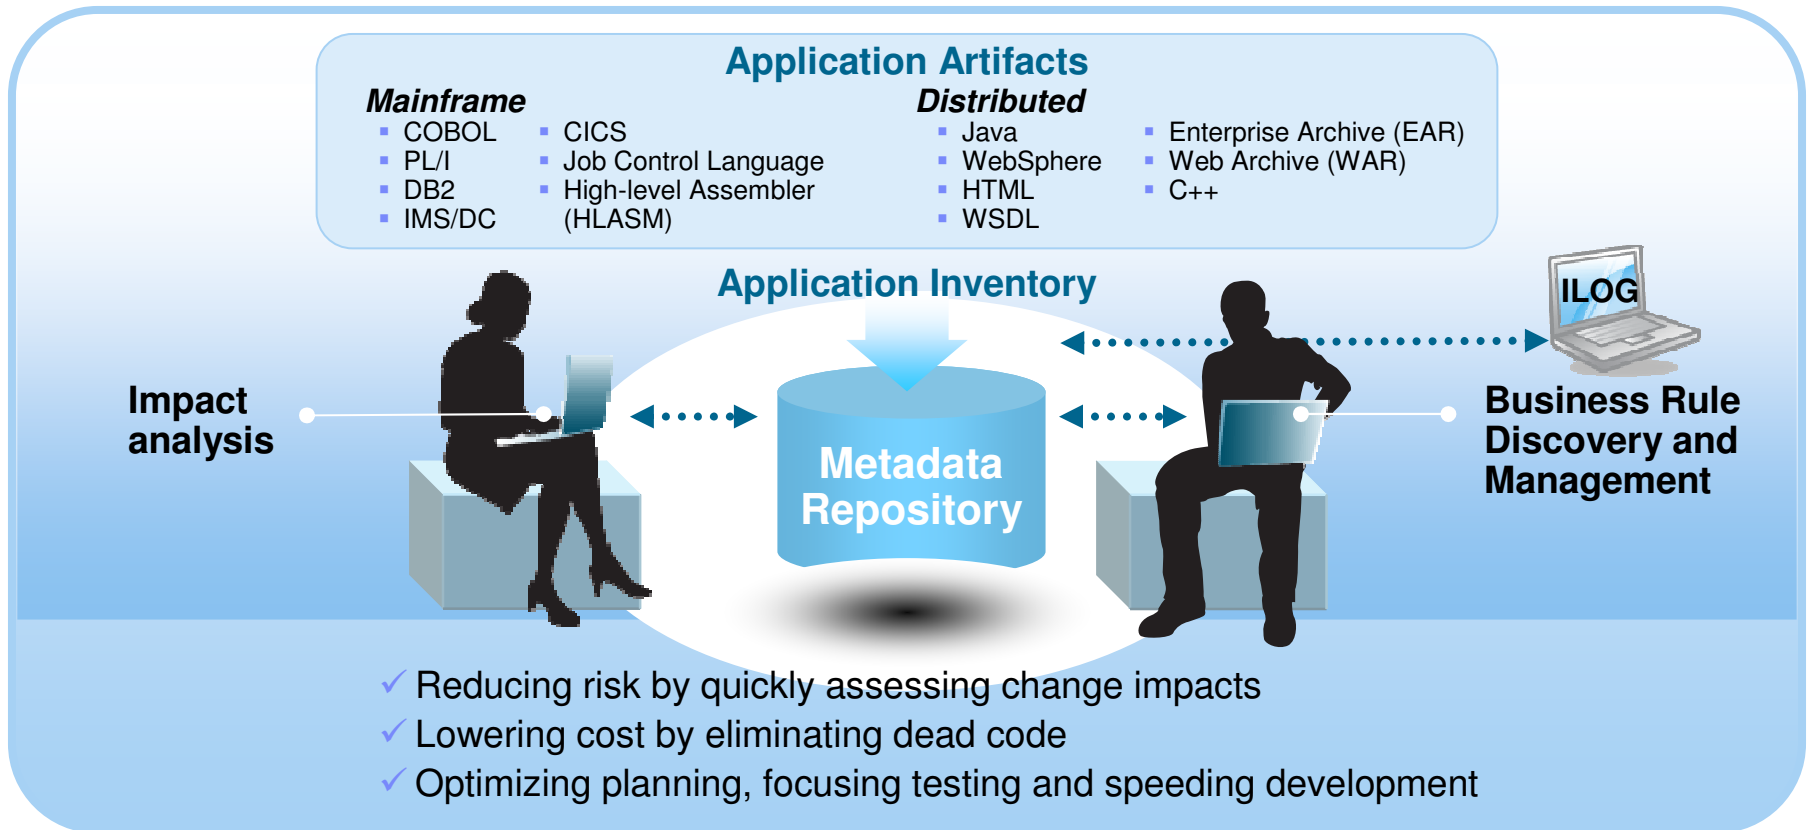 Application Artifacts
Mainframe
COBOL
PL/I
DB2
IMS/DC
CICS
Job Control Language
High-level Assembler
(HLASM)
Distributed
Java
WebSphere
HTML
WSDL
Enterprise Archive (EAR)
Web Archive (WAR)
C++
Application Inventory
ILOG
Impact
analysis
Metadata
Repository
Business Rule
Discovery and
Management
Reducing risk by quickly assessing change impacts
Lowering cost by eliminating dead code
Optimizing planning, focusing testing and speeding development